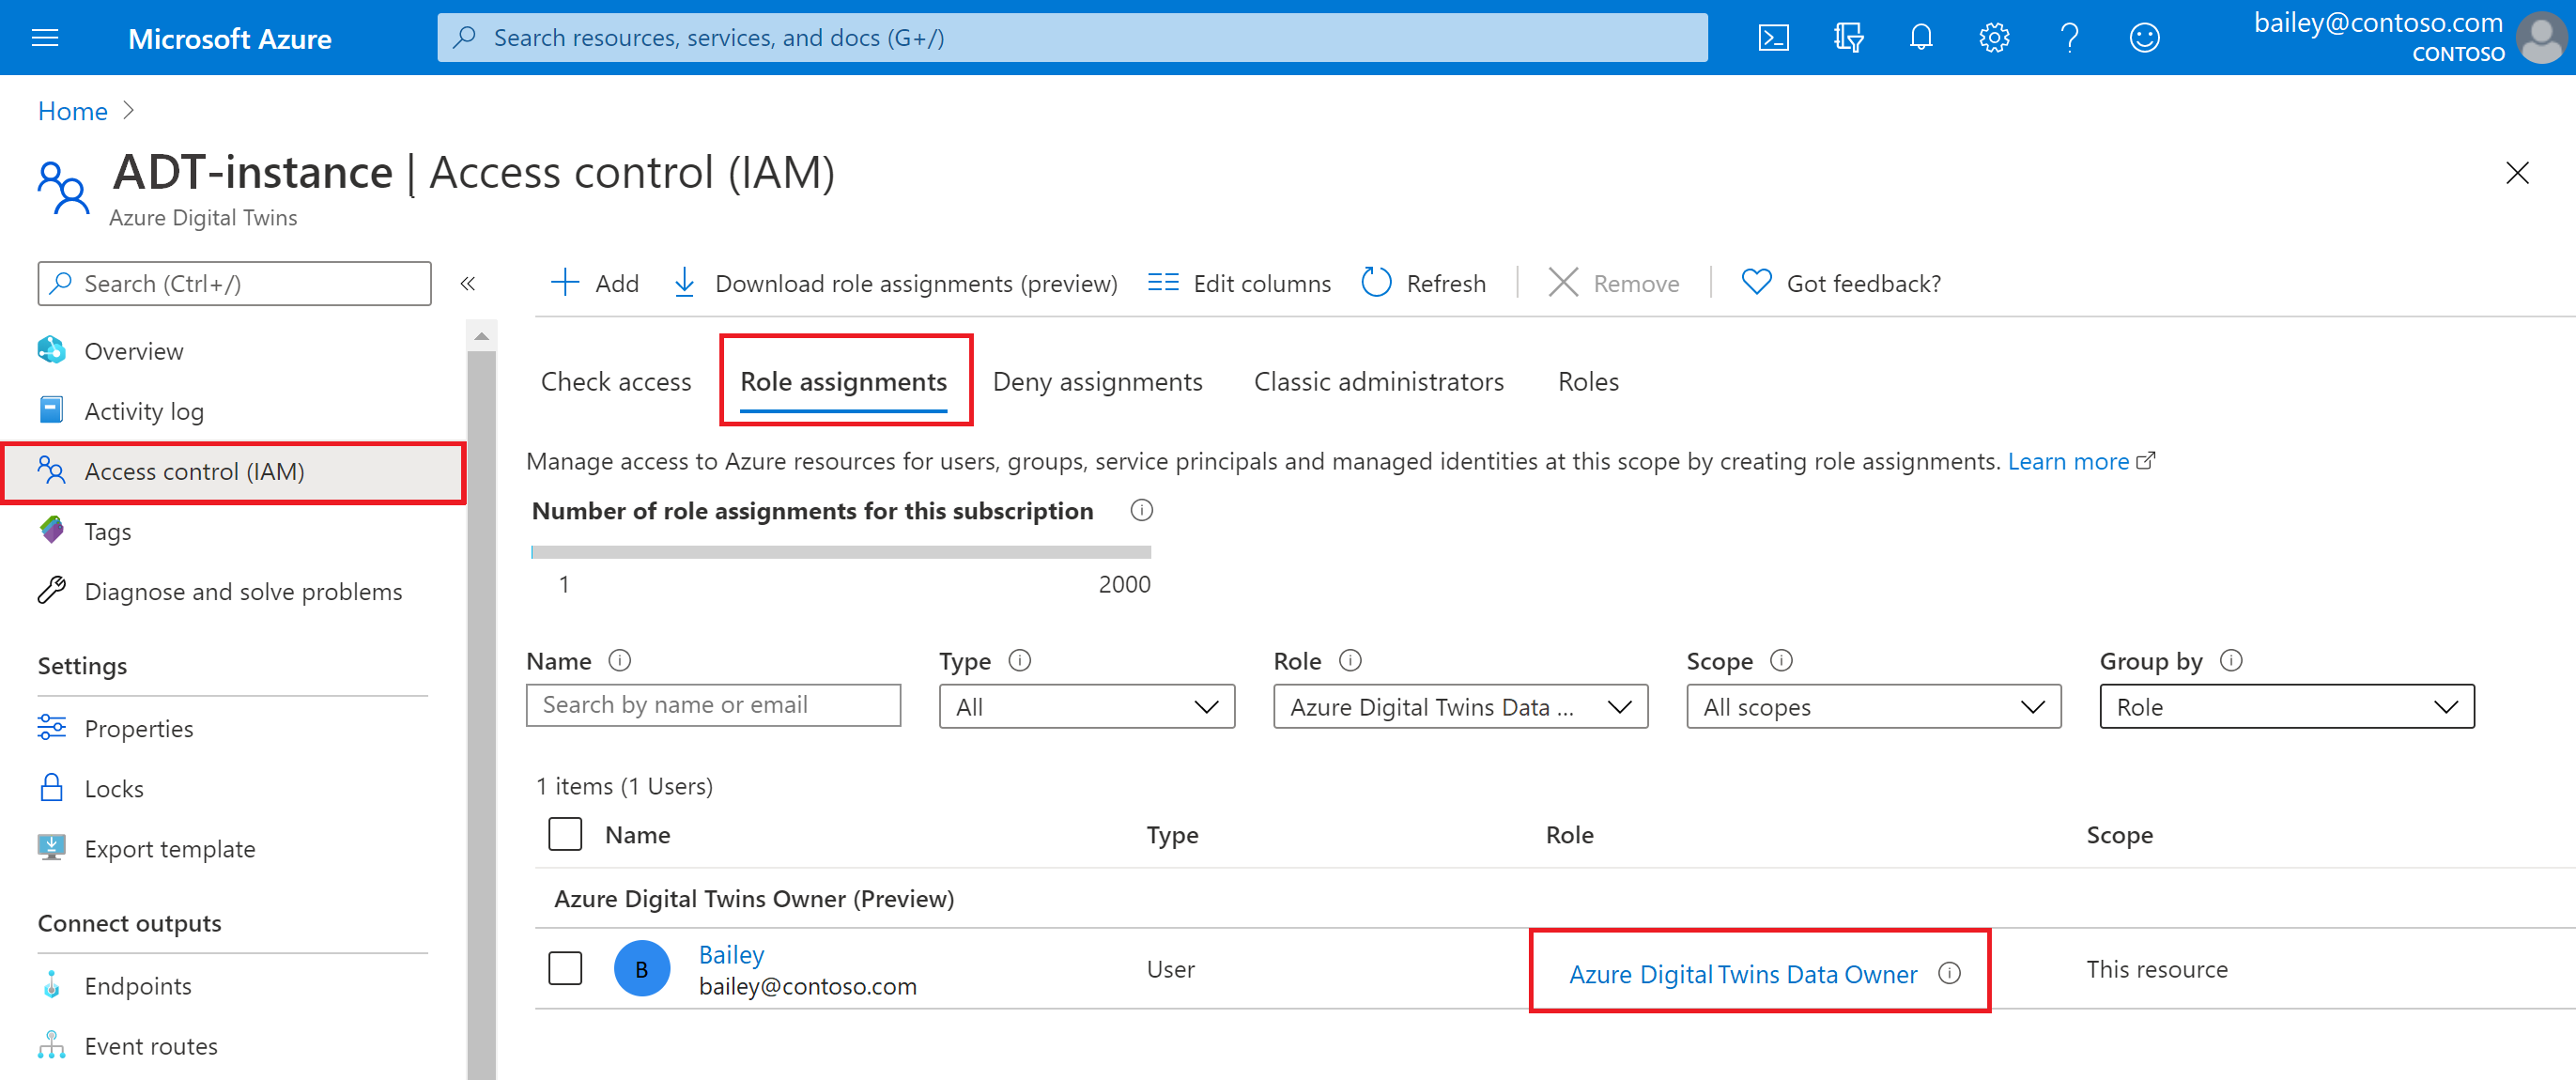 Microsoft Azure
Search resources, services, and docs (G+/)
bailey@contoso.com
CONTOSO
Home
ADT-instance | Access control (IAM)
Azure Digital Twins
Search (Ctrl+/)
Overview
Activity log
Access control (IAM)
Tags
Diagnose and solve problems
Settings
Properties
Locks
Export template
Connect outputs
Endpoints
Event routes
Add
Download role assignments (preview)
Edit columns
Refresh
Remove
Got feedback?
Check access
Role assignments
Deny assignments
Classic administrators
Roles
Manage access to Azure resources for users, groups, service principals and managed identities at this scope by creating role assignments. Learn more
Number of role assignments for this subscription
1 2000
Name Type Role Scope Group by
Search by name or email All Azure Digital Twins Data ... All scopes Role
1 items (1 Users)
Name Type Role Scope
Azure Digital Twins Owner (Preview)
B
Bailey
bailey@contoso.com
User
Azure Digital Twins Data Owner
This resource